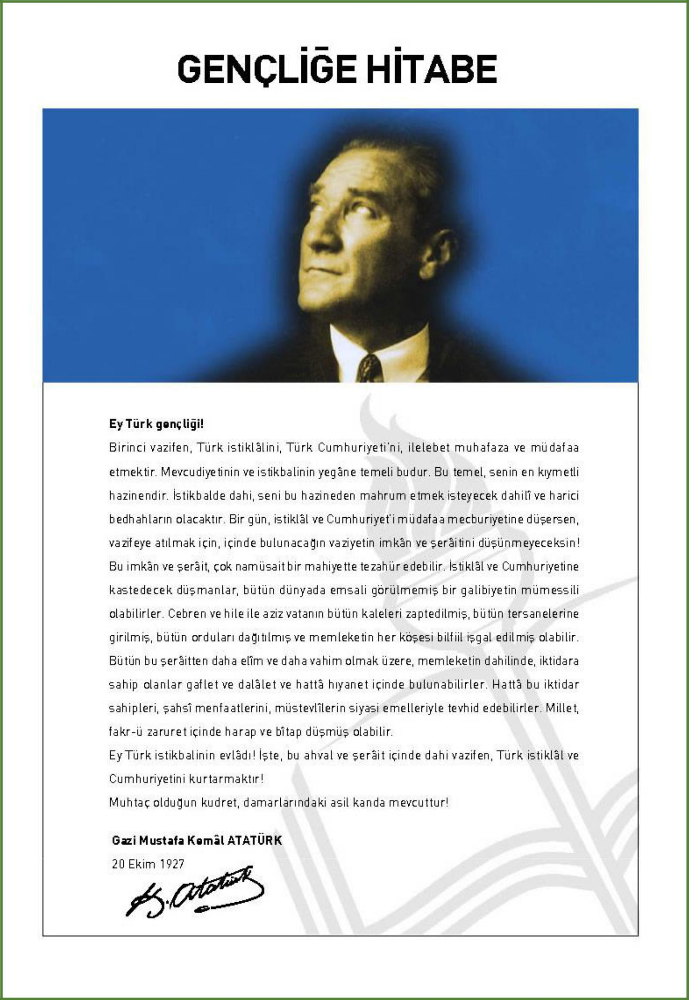 GENÇLİĞE HİTABE
Ey Türk gençliği!
Birinci vazifen, Türk istiklâlini, Türk Cumhuriyeti'ni, ilelebet muhafaza ve müdafaa
etmektir. Mevcudiyetinin ve istikbalinin yegâne temeli budur. Bu temel, senin en kıymetli
hazinendir. İstikbalde dahi, seni bu hazineden mahrum etmek isteyecek dahilî ve harici
bedhahların olacaktır. Bir gün, istiklâl ve Cumhuriyet'i müdafaa mecburiyetine düşersen,
vazifeye atılmak için, içinde bulunacağın vaziyetin imkân ve şerâitini düşünmeyeceksin!
Bu imkân ve şerâit, çok namüsait bir mahiyette tezahür edebilir. İstiklâl ve Cumhuriyetine
kastedecek düşmanlar, bütün dünyada emsali görülmemiş bir galibiyetin mümessili
olabilirler. Cebren ve hile ile aziz vatanın bütün kaleleri zaptedilmiş, bütün tersanelerine
girilmiş, bütün orduları dağıtılmış ve memleketin her köşesi bilfiil işgal edilmiş olabilir.
Bütün bu şerâitten daha elîm ve daha vahim olmak üzere, memleketin dahilinde, iktidara
sahip olanlar gaflet ve dalâlet ve hattâ hıyanet içinde bulunabilirler. Hattâ bu iktidar
sahipleri, şahsî menfaatlerini, müstevlîlerin siyasi emelleriyle tevhid edebilirler. Millet,
fakr-ü zaruret içinde harap ve bîtap düşmüş olabilir.
Ey Türk istikbalinin evlâdı! İşte, bu ahval ve şerâit içinde dahi vazifen, Türk istiklâl ve
Cumhuriyetini kurtarmaktır!
Muhtaç olduğun kudret, damarlarındaki asil kanda mevcuttur!
Gazi Mustafa Kemâl ATATÜRK
20 Ekim 1927
K. Atatürk